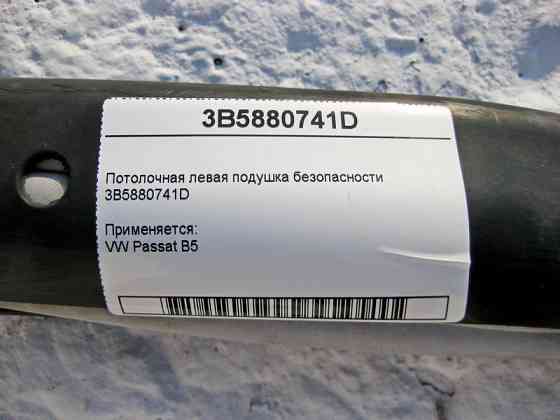 3B5880741D
Потолочная левая подушка безопасности
3B5880741D
Применяется:
VW Passat B5